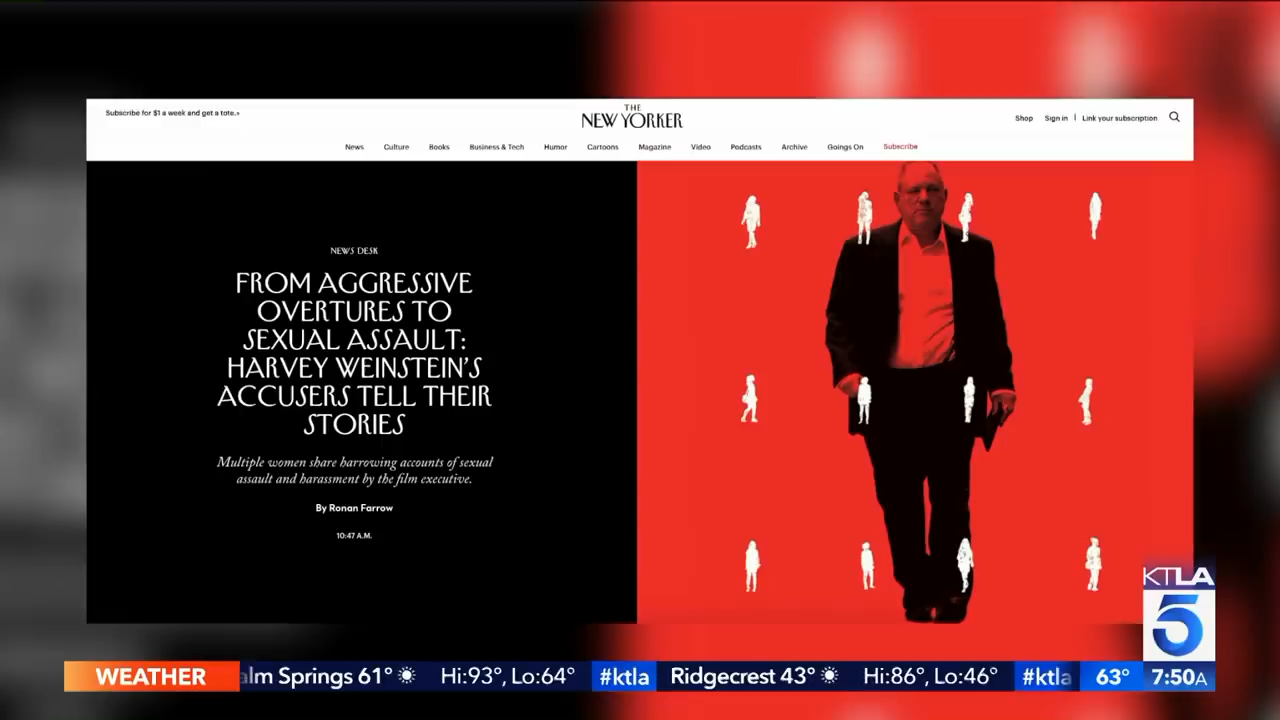 Subscribe for $1 a week and get a tote.»
THE
NEW YORKER
Shop Sign in | Link your subscription
News Culture Books Business & Tech Humor Cartoons Magazine Video Podcasts Archive Goings On Subscribe
NEWS DESK
FROM AGGRESSIVE
OVERTURES TO
SEXUAL ASSAULT:
HARVEY WEINSTEIN'S
ACCUSERS TELL THEIR
STORIES
Multiple women share harrowing accounts of sexual
assault and harassment by the film executive.
By Ronan Farrow
10:47 A.M.
KTLA
5
WEATHER alm Springs 61° Hi:93°, Lo:64° #ktla Ridgecrest 43° Hi:86°, Lo:46° #ktla 63° 7:50A